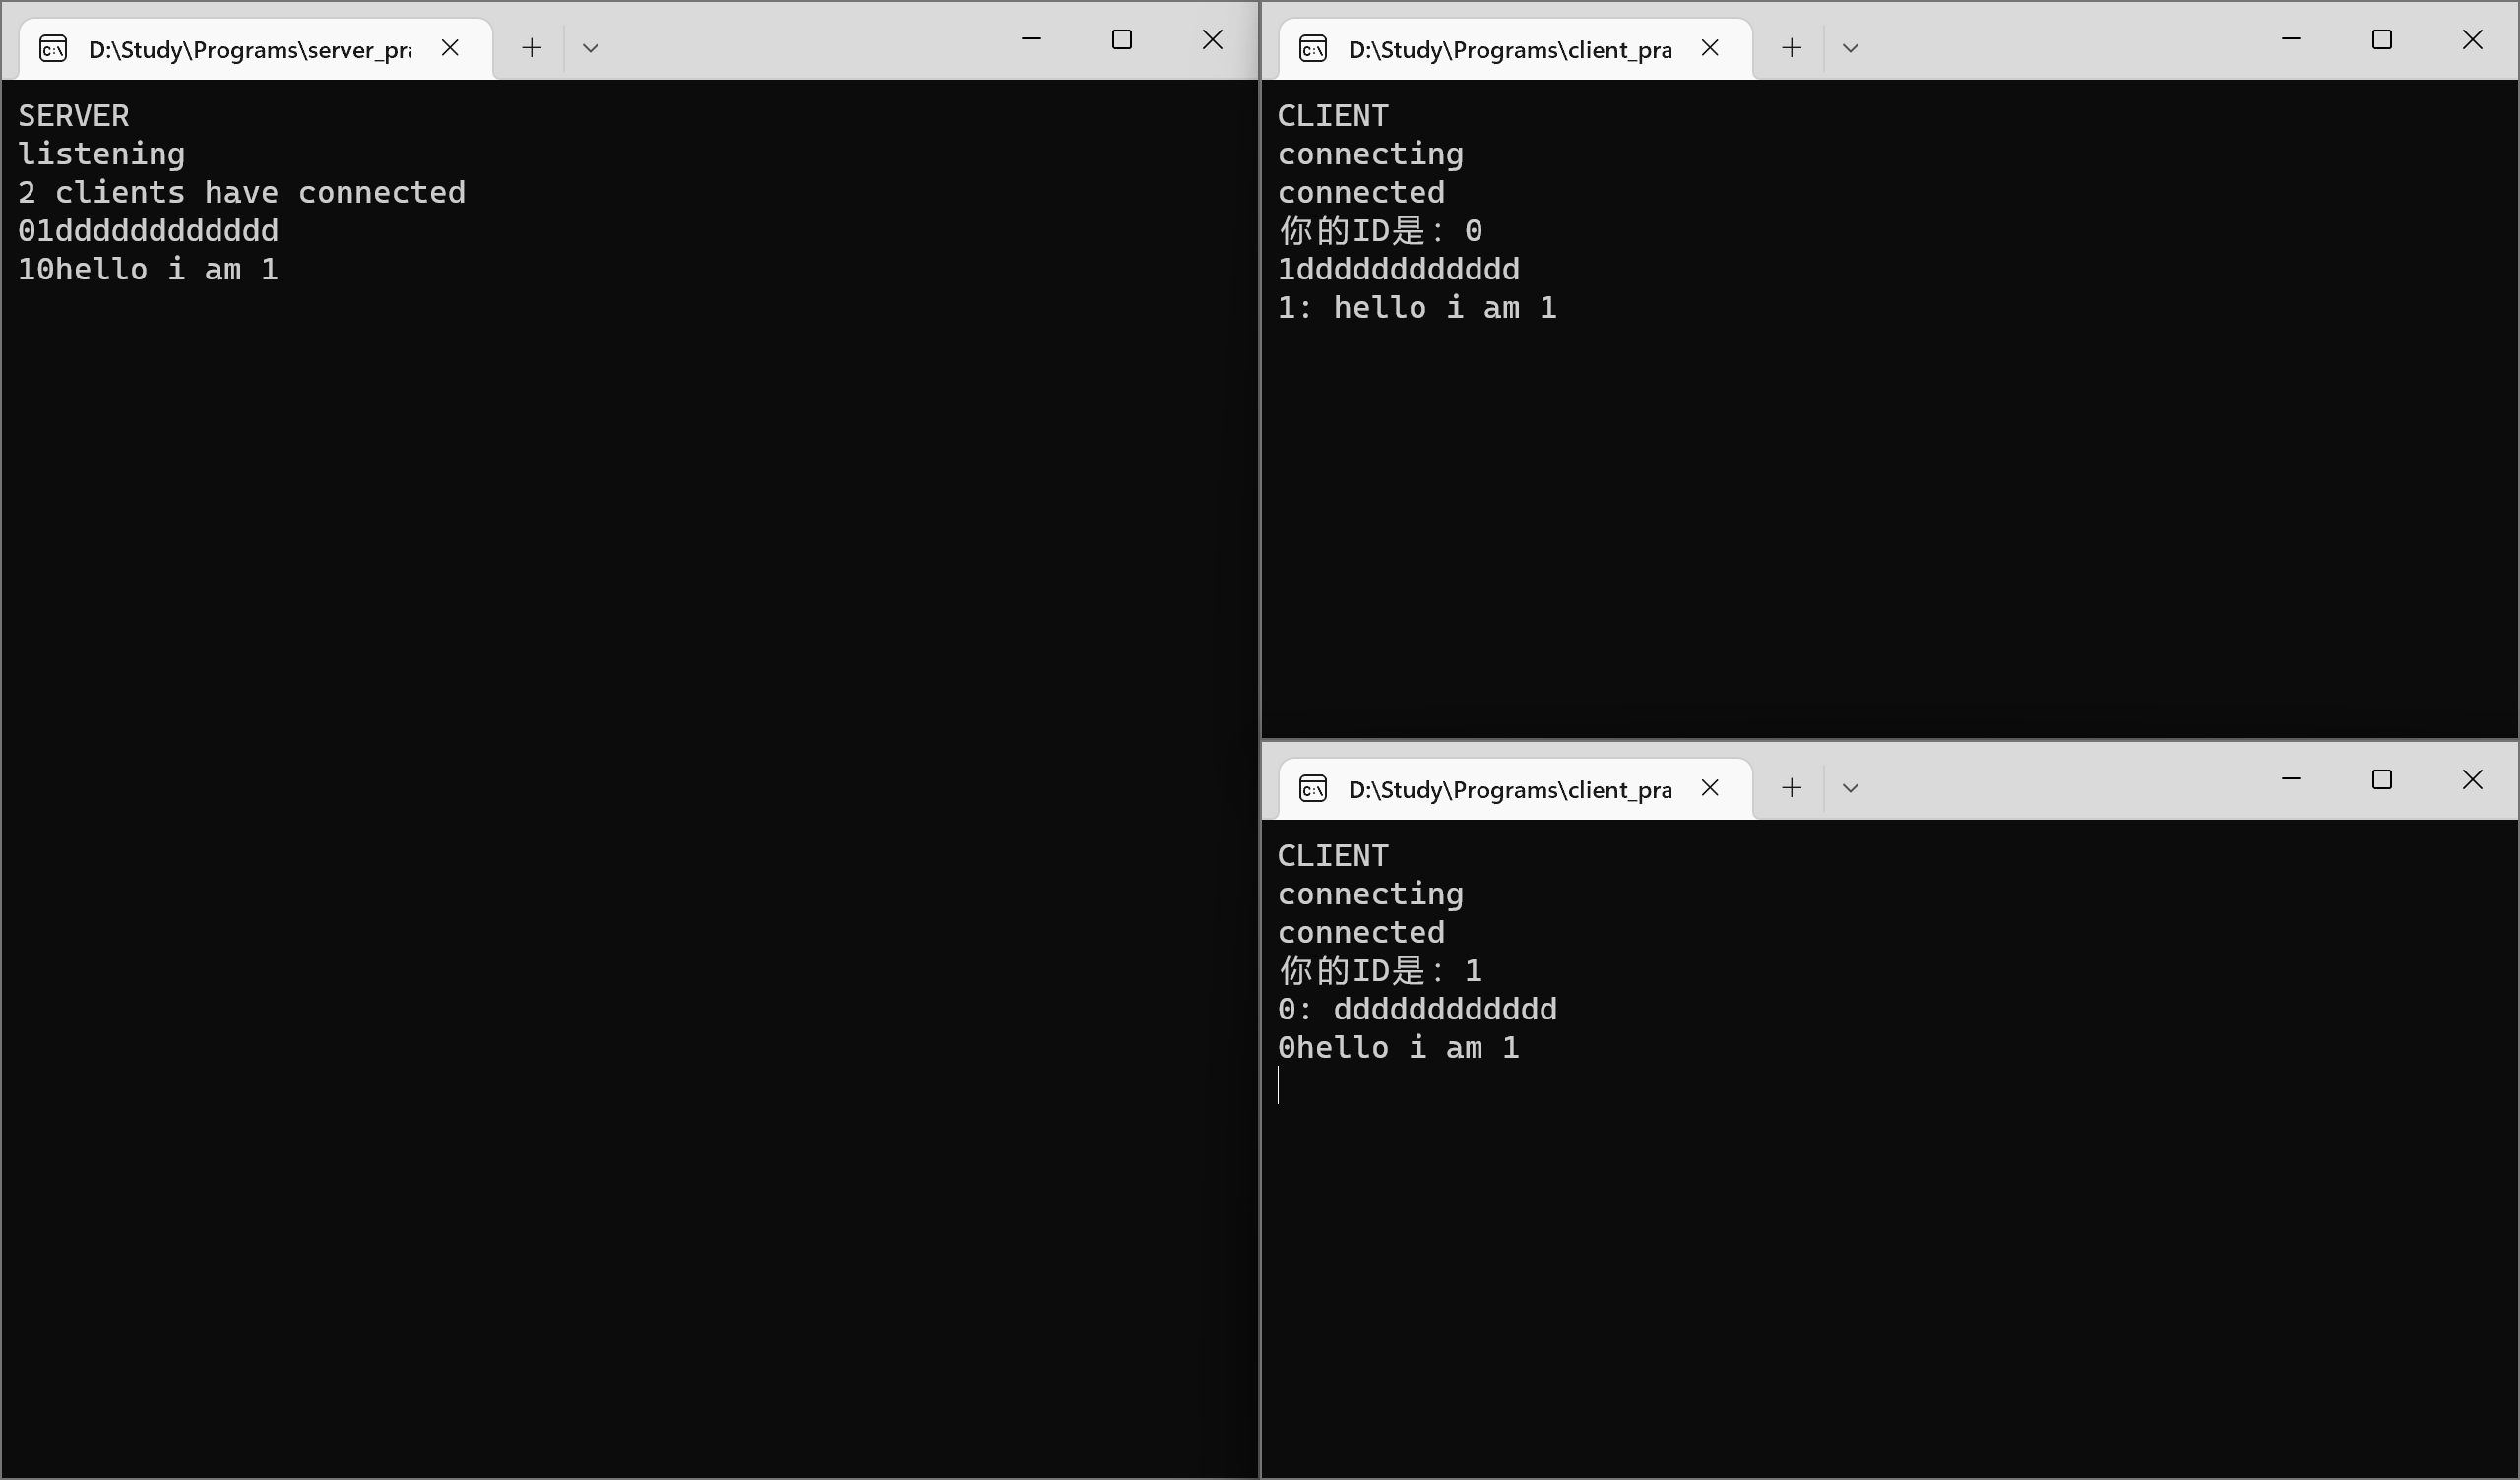 D:\Study\Programs\server_pra
SERVER
listening
2 clients have connected
01dddddddddddd
10hello i am 1
D:\Study\Programs\client_pra
CLIENT
connecting
connected
你的ID是: 0
1dddddddddddd
1: hello i am 1
D:\Study\Programs\client_pra
CLIENT
connecting
connected
你的ID是: 1
0: dddddddddddd
0hello i am 1